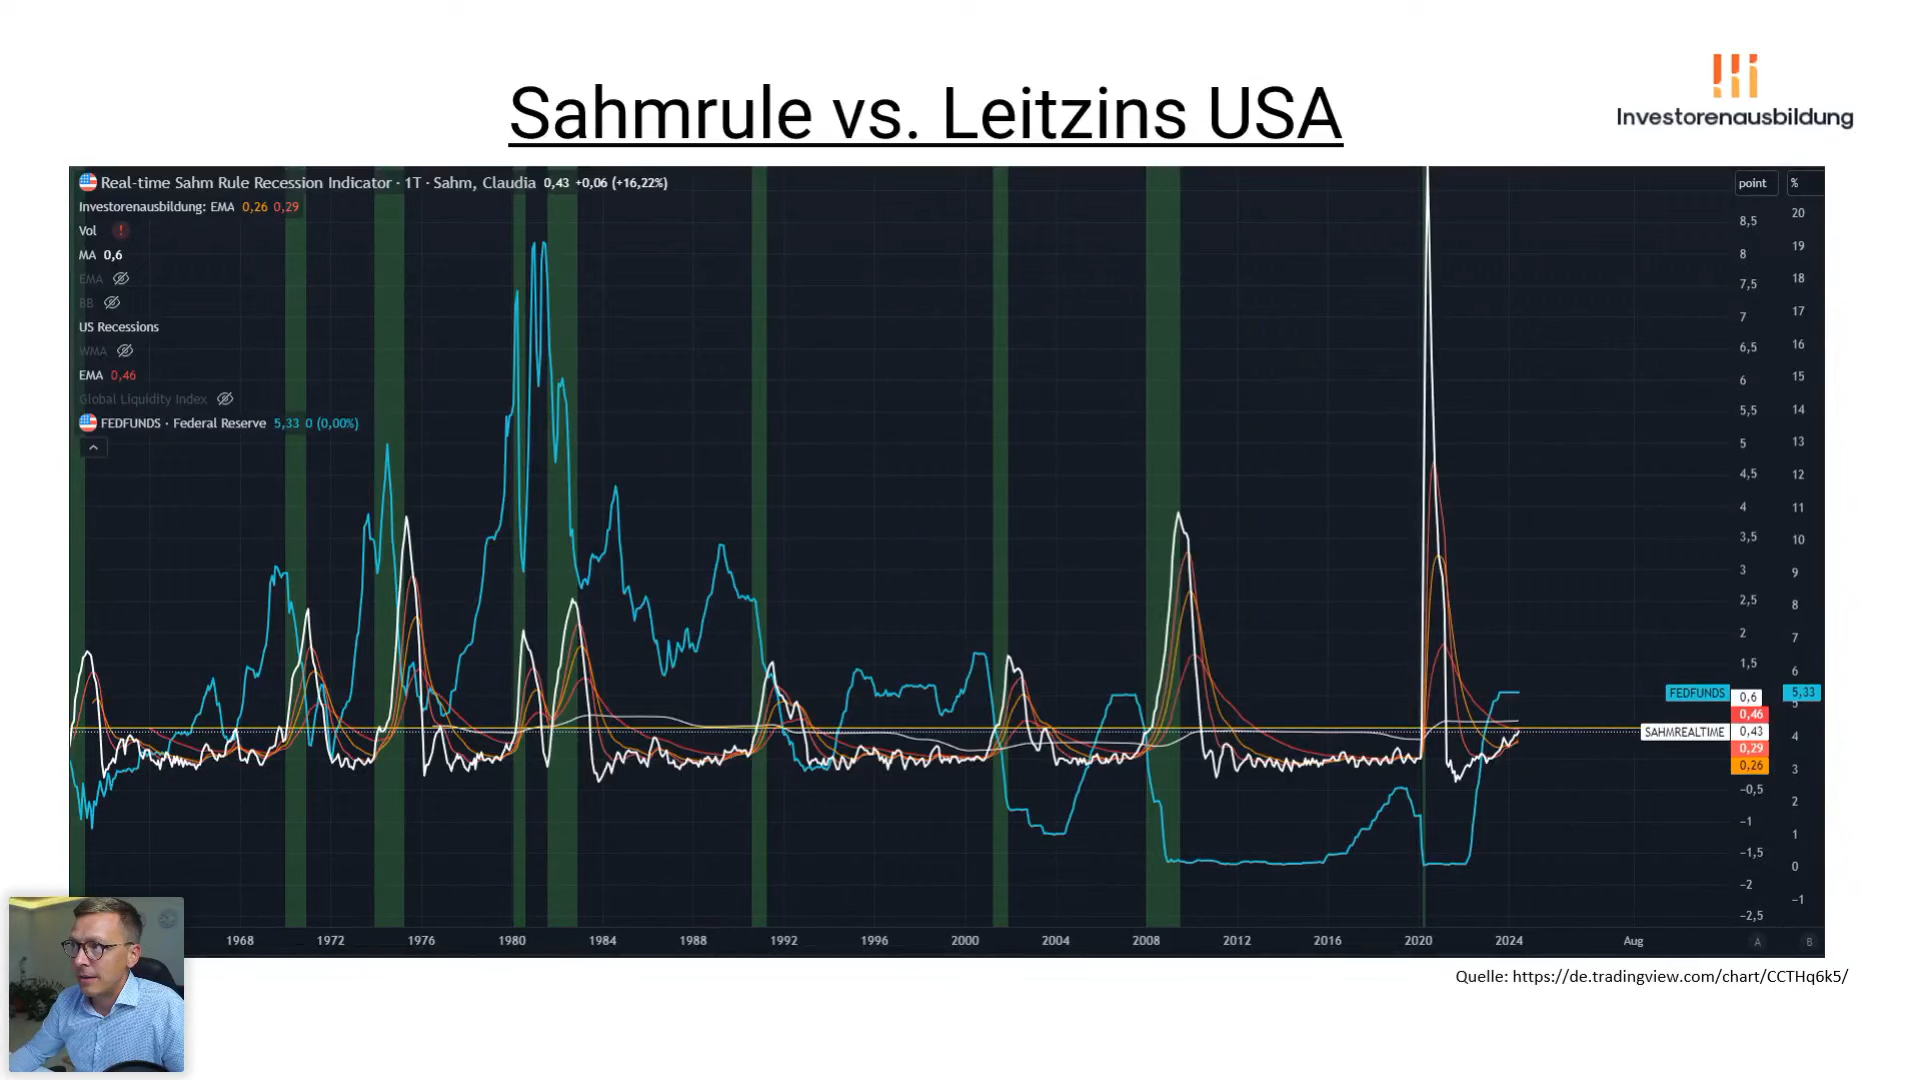 Sahmrule vs. Leitzins USA
Investorenausbildung
Real-time Sahm Rule Recession Indicator · 1T · Sahm, Claudia 0,43 +0,06 (+16,22%)
Investorenausbildung: EMA 0,26 0,29
Vol !
MA 0,6
EMA
BB
US Recessions
WMA
EMA 0,46
Global Liquidity Index
FEDFUNDS · Federal Reserve 5,33 0 (0,00%)
point
8,5
8
7,5
7
6,5
6
5,5
5
4,5
4
3,5
3
2,5
2
1,5
FEDFUNDS
0,6
0,46
SAHMREALTIME
0,43
0,29
0,26
−0,5
−1
−1,5
−2
−2,5
%
20
19
18
17
16
15
14
13
12
11
10
9
8
7
6
5,33
5
4
3
2
1
0
−1
1968 1972 1976 1980 1984 1988 1992 1996 2000 2004 2008 2012 2016 2020 2024 Aug A B
Quelle: https://de.tradingview.com/chart/CCTHq6k5/